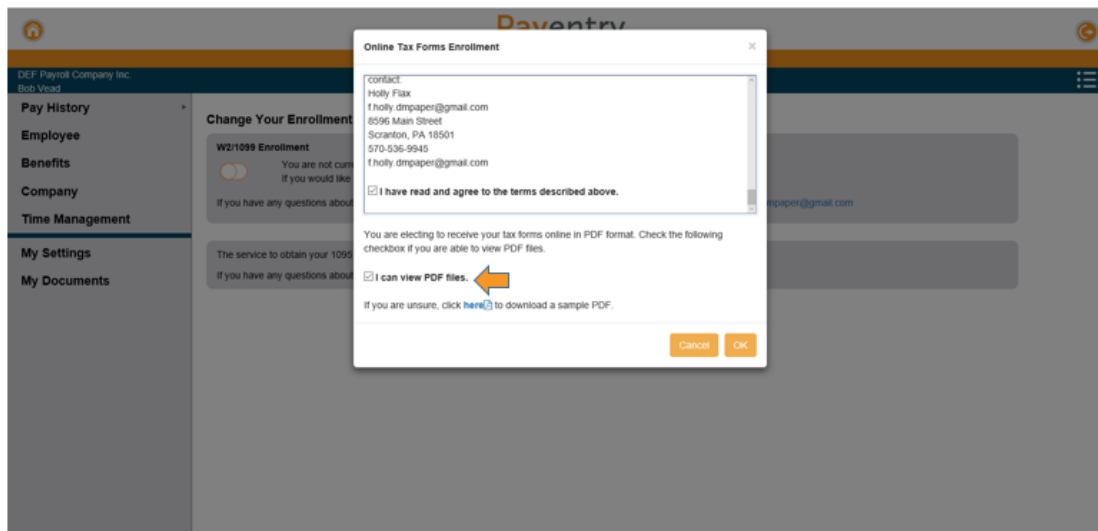 Payentry
DEF Payroll Company Inc.
Bob Vead
Pay History
Employee
Benefits
Company
Time Management
My Settings
My Documents
Change Your Enrollment
W2/1099 Enrollment
You are not
If you would like
If you have any questions about
mpaper@gmail.com
The service to obtain your 1095
If you have any questions about
Online Tax Forms Enrollment
×
contact:
Holly Flax
f.holly.dmpaper@gmail.com
8596 Main Street
Scranton, PA 18501
570-536-9945
f.holly.dmpaper@gmail.com
I have read and agree to the terms described above.
You are electing to receive your tax forms online in PDF format. Check the following
checkbox if you are able to view PDF files.
I can view PDF files.
If you are unsure, click here to download a sample PDF.
Cancel
OK